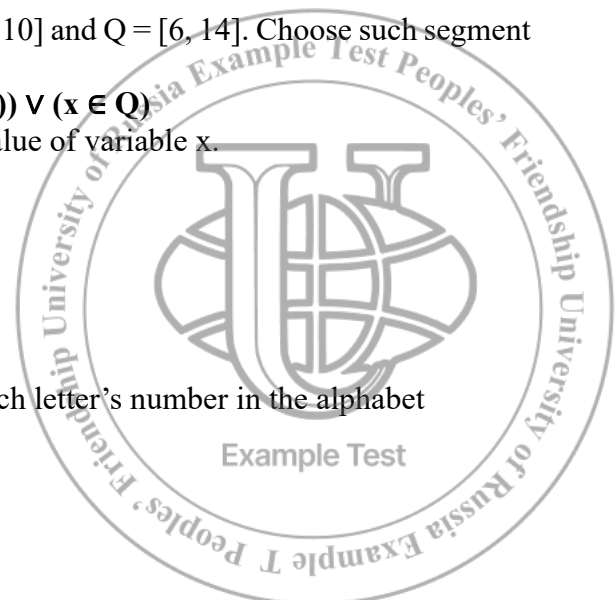 10] and Q = [6, 14]. Choose such segment
)) ∨ (x ∈ Q)
lue of variable x.
ch letter's number in the alphabet
Example Test
Peoples' Friendship University of Russia Example Test Peoples' Friendship University of Russia Example T